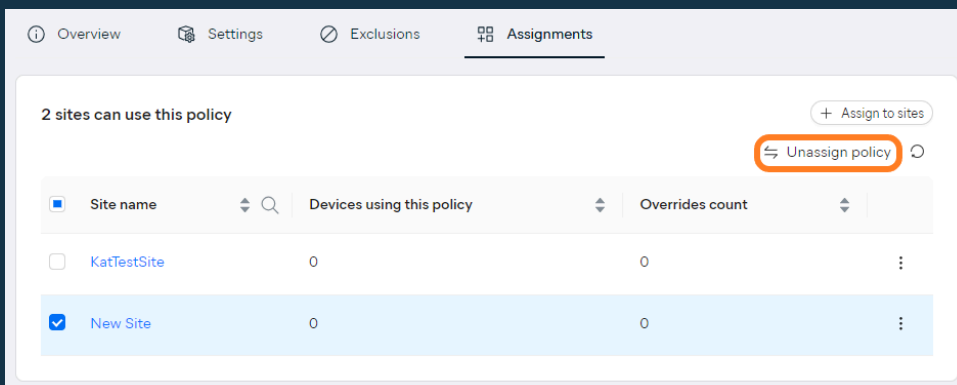 Overview Settings Exclusions Assignments
2 sites can use this policy
+ Assign to sites
Unassign policy
Site name Devices using this policy Overrides count
KatTestSite 0 0
New Site 0 0